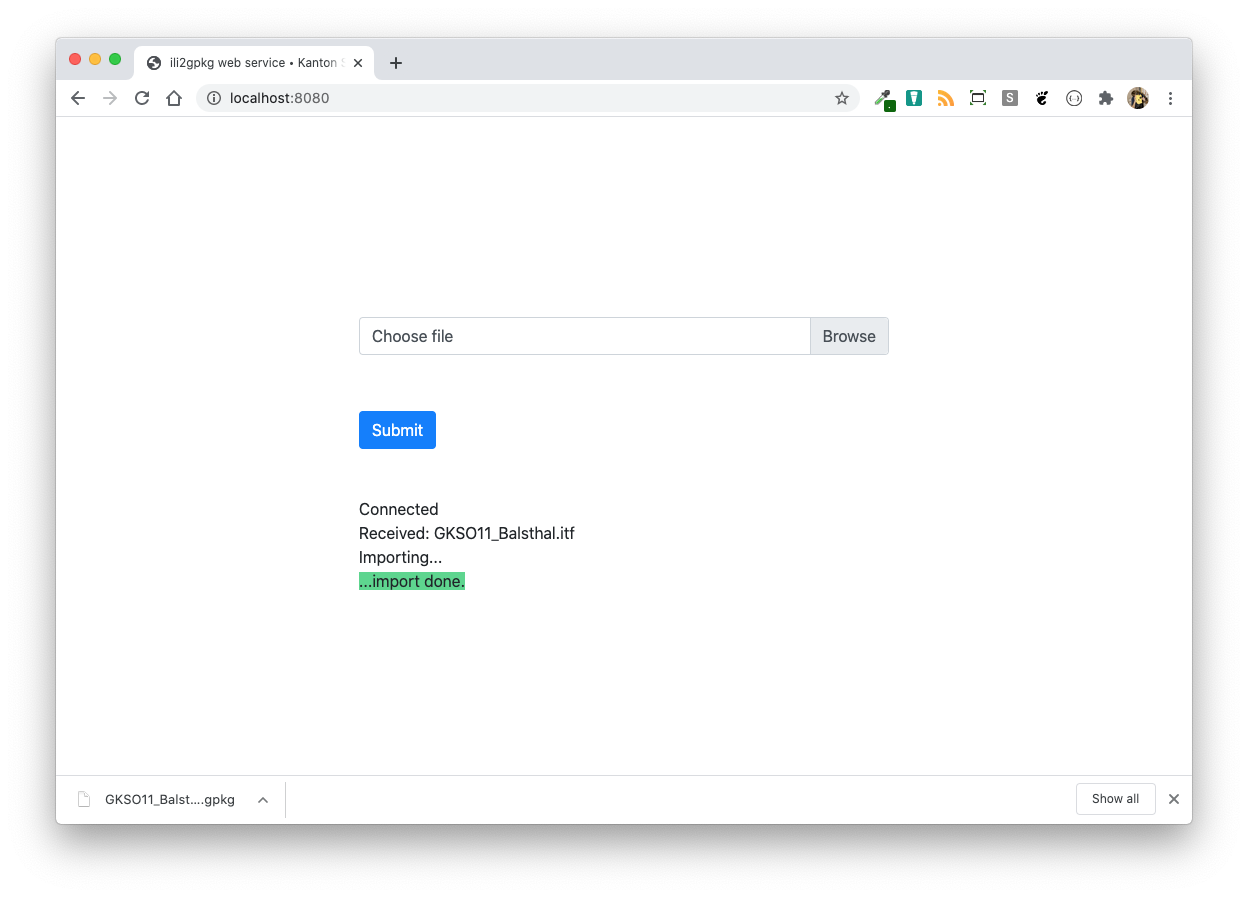 ili2gpkg web service • Kanton S
localhost:8080
S
Choose file
Browse
Submit
Connected
Received: GKSO11_Balsthal.itf
Importing...
...import done.
GKSO11_Balst....gpkg
Show all